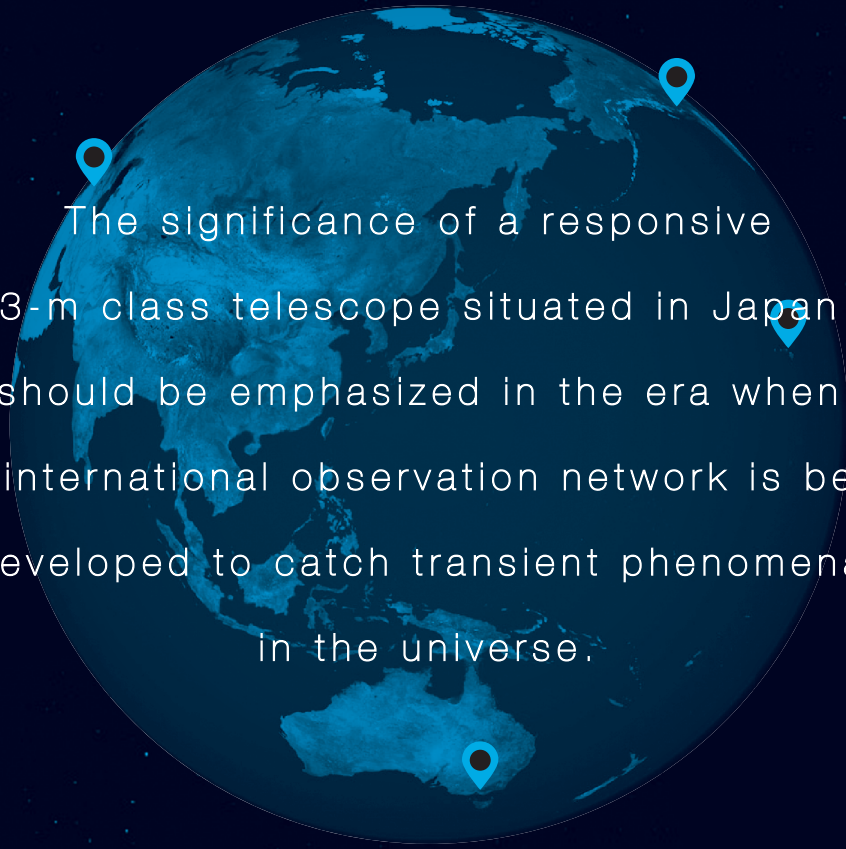 The significance of a responsive
3-m class telescope situated in Japan
should be emphasized in the era when
international observation network is be
eveloped to catch transient phenomena
in the universe.